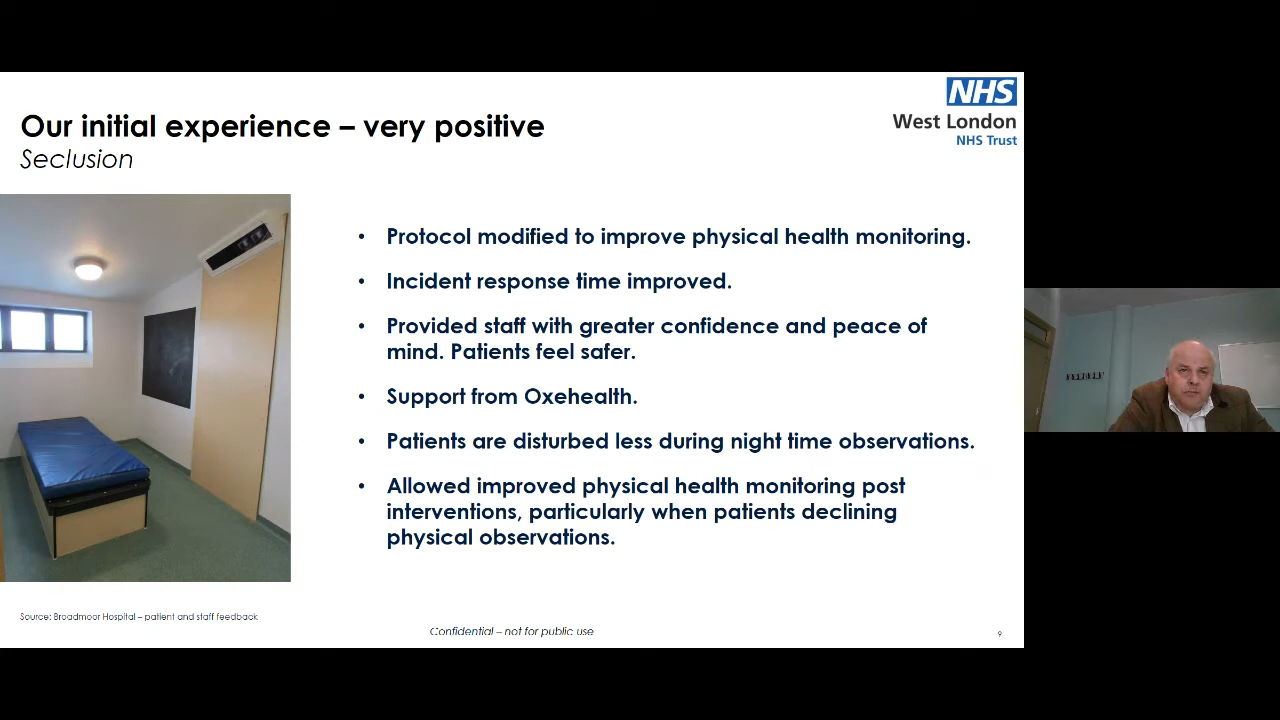 NHS
West London
NHS Trust
Our initial experience – very positive
Seclusion
• Protocol modified to improve physical health monitoring.
• Incident response time improved.
• Provided staff with greater confidence and peace of
mind. Patients feel safer.
• Support from Oxehealth.
• Patients are disturbed less during night time observations.
• Allowed improved physical health monitoring post
interventions, particularly when patients declining
physical observations.
Source: Broadmoor Hospital – patient and staff feedback
Confidential – not for public use
9